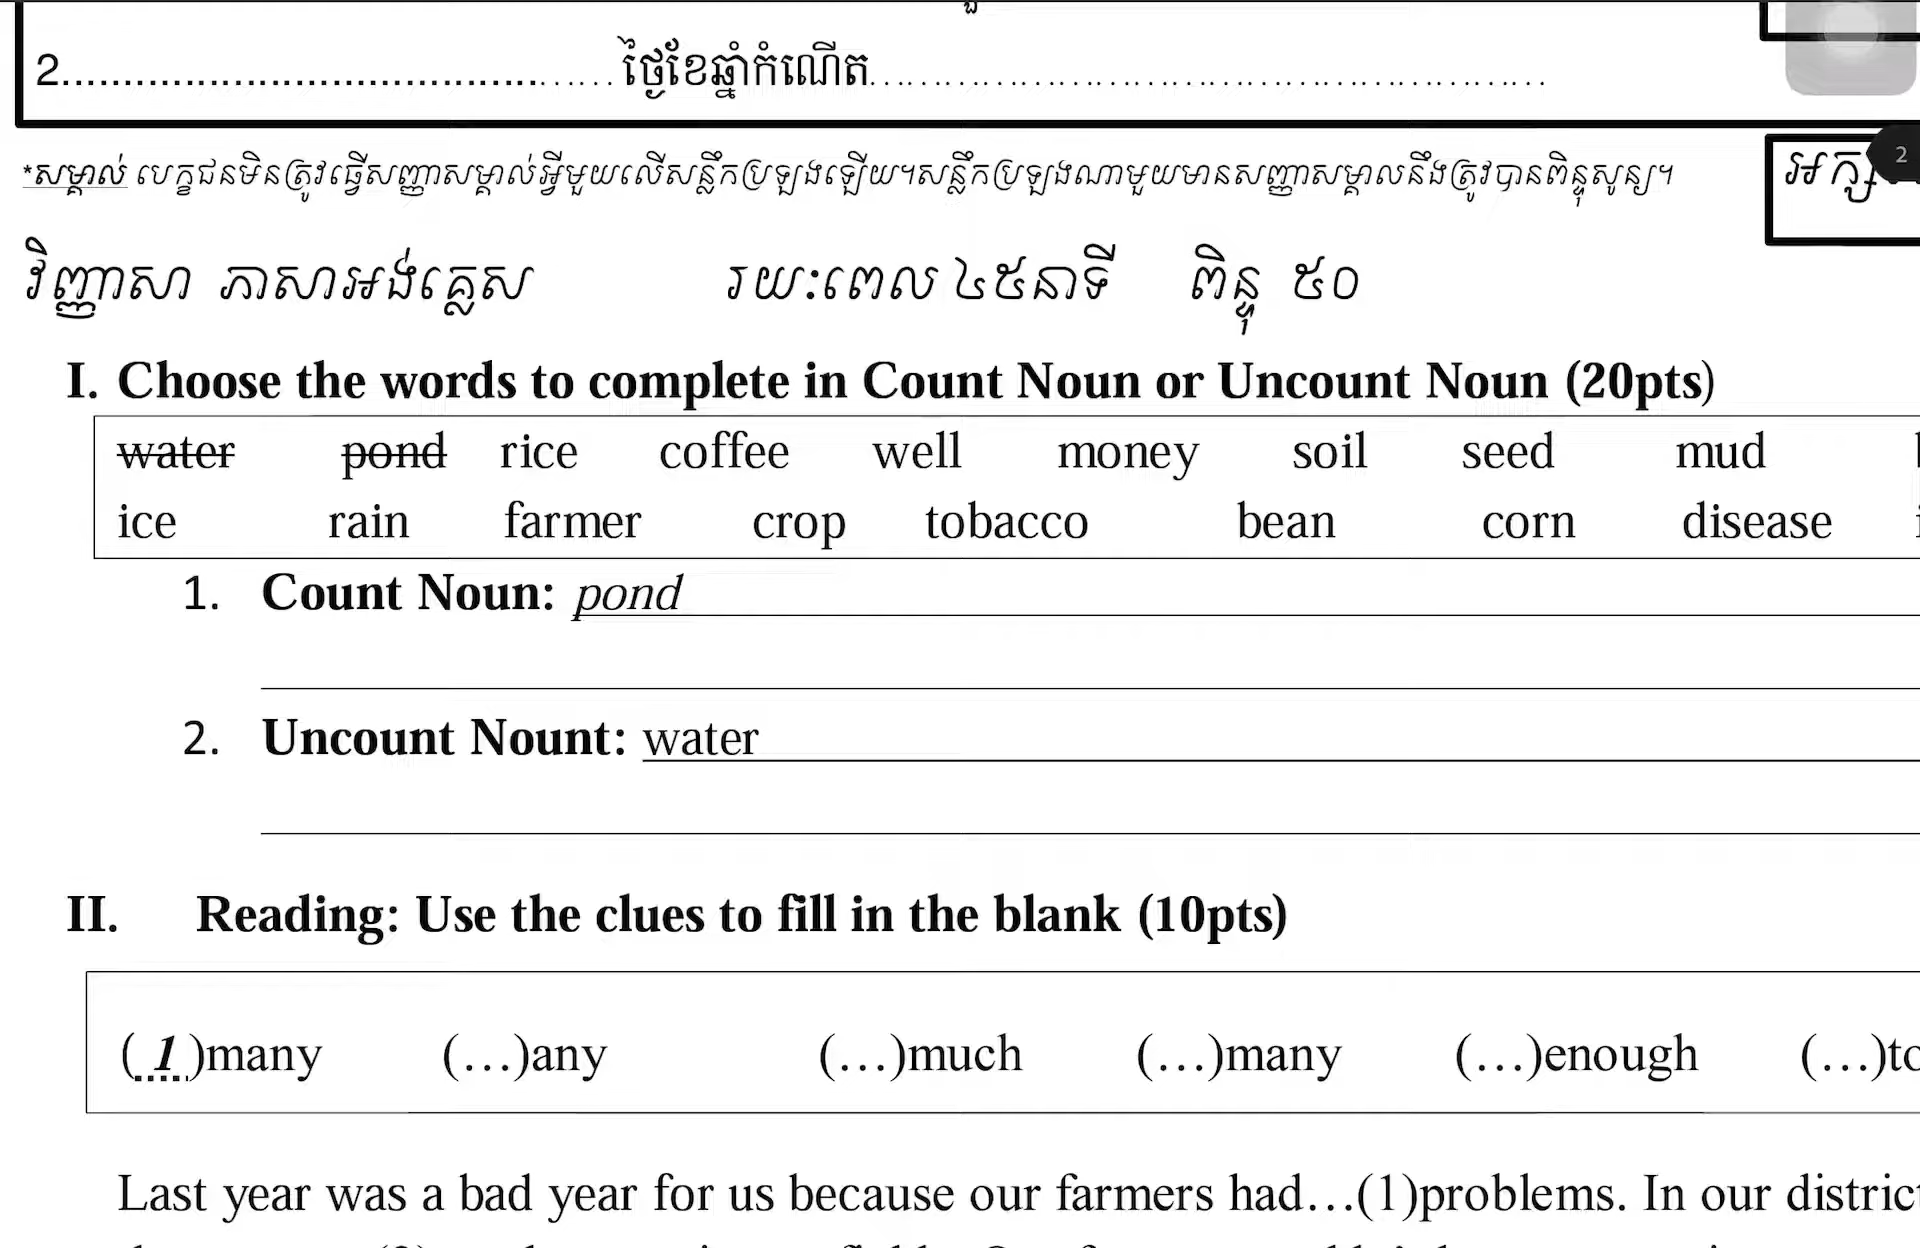 2............................................ ថ្ងៃខែឆ្នាំកំណើត......................................................
*សម្គាល់ បេក្ខជនមិនត្រូវធ្វើសញ្ញាសម្គាល់អ្វីមួយលើសន្លឹកប្រឡងឡើយ។សន្លឹកប្រឡងណាមួយមានសញ្ញាសម្គាលនឹងត្រូវបានពិន្ទុសូន្យ។
2
វិញ្ញាសា ភាសាអង់គ្លេស រយ:ពេល ៤៥នាទី ពិន្ទុ ៥០
I. Choose the words to complete in Count Noun or Uncount Noun (20pts)
water pond rice coffee well money soil seed mud
ice rain farmer crop tobacco bean corn disease
1. Count Noun: pond
2. Uncount Nount: water
II. Reading: Use the clues to fill in the blank (10pts)
(1)many (...)any (...)much (...)many (...)enough (...)
Last year was a bad year for us because our farmers had...(1)problems. In our